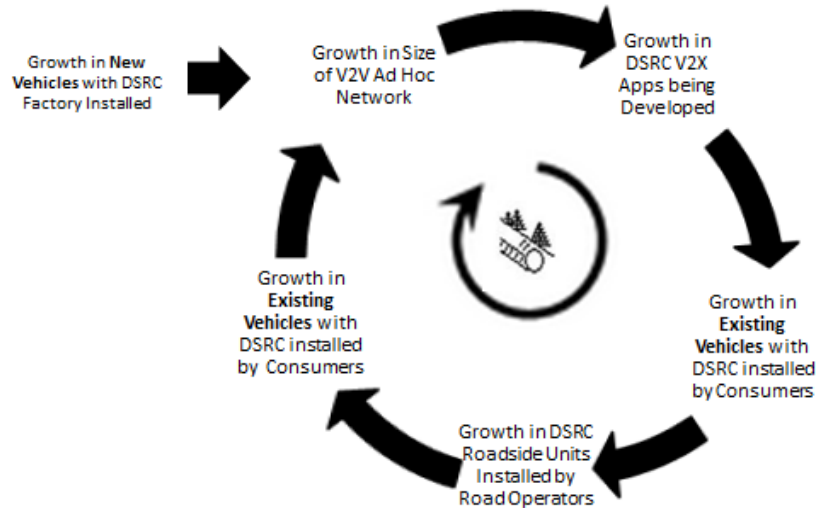 Growth in New
Vehicles with DSRC
Factory Installed
Growth in Size
of V2V Ad Hoc
Network
Growth in
DSRC V2X
Apps being
Developed
Growth in
Existing
Vehicles with
DSRC installed
by Consumers
Growth in DSRC
Roadside Units
Installed by
Road Operators
Growth in
Existing
Vehicles with
DSRC installed
by Consumers